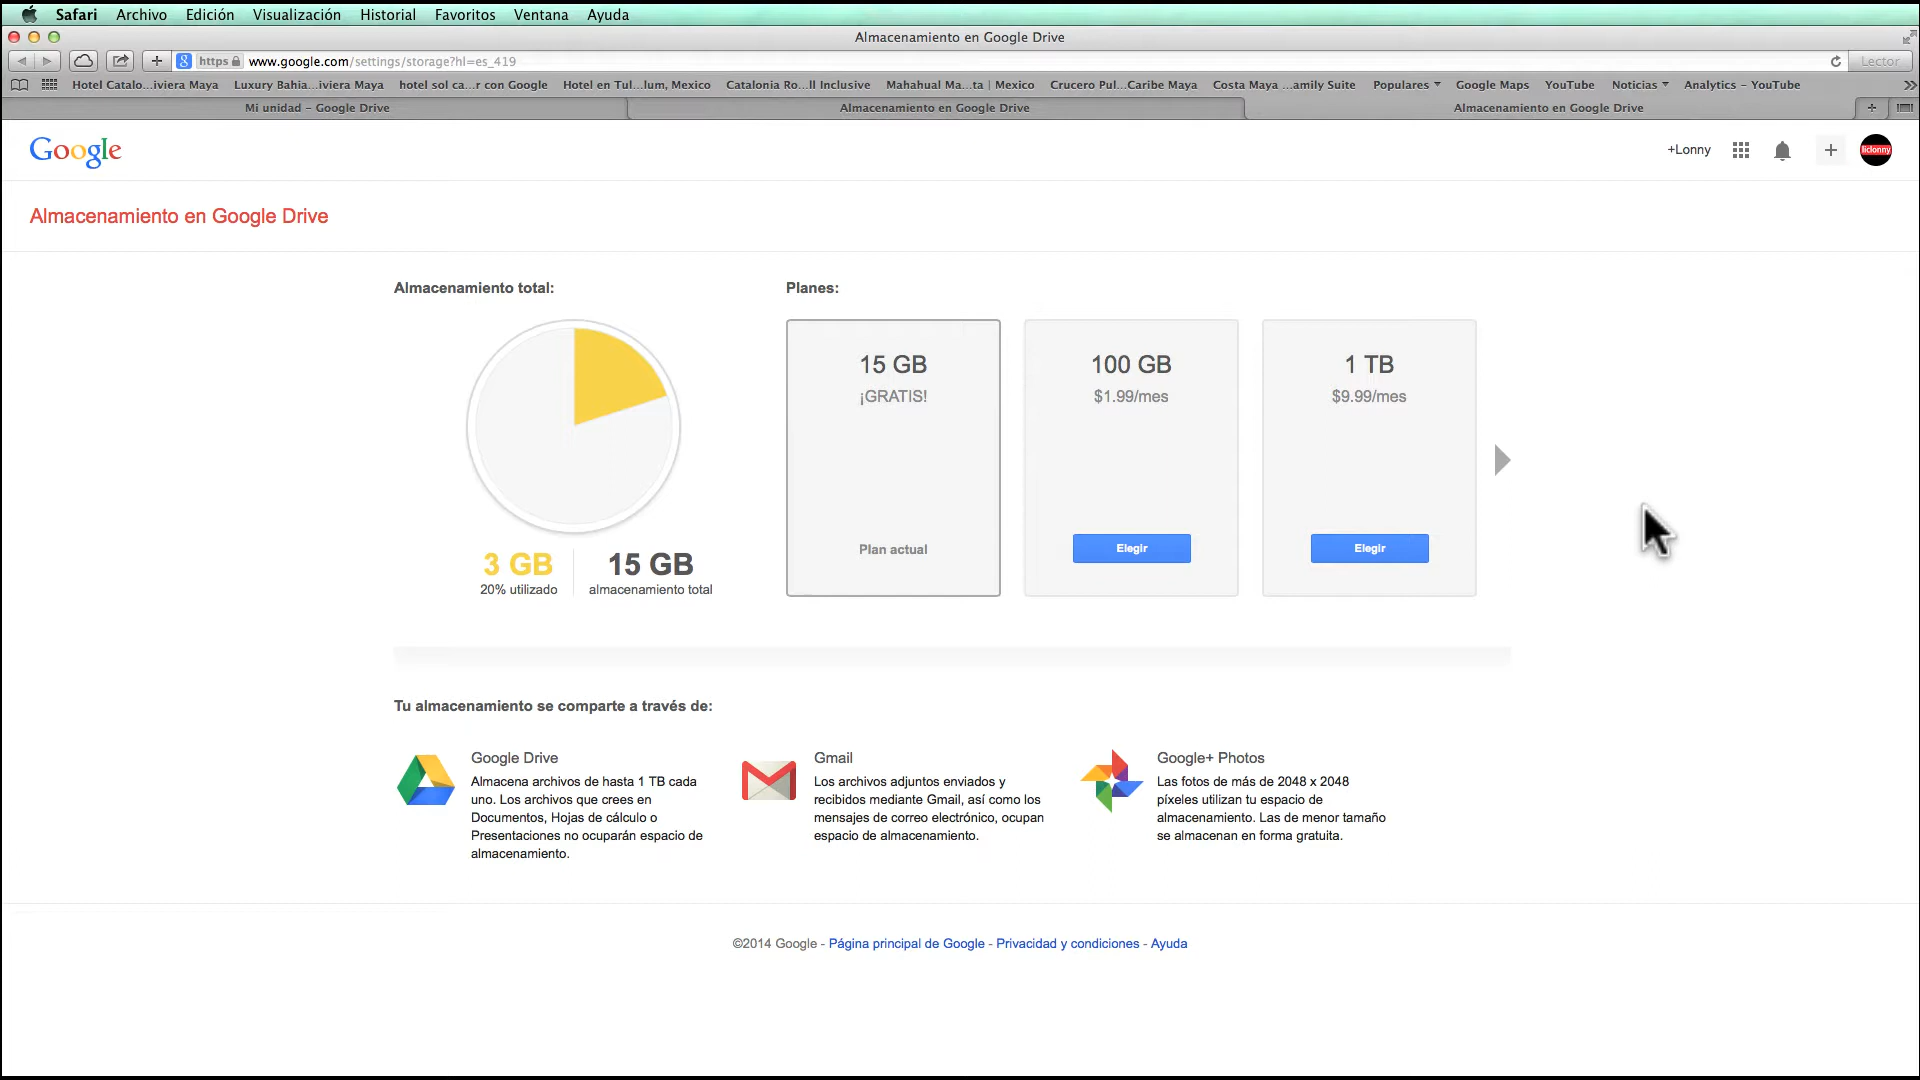 Safari Archivo Edición Visualización Historial Favoritos Ventana Ayuda
Almacenamiento en Google Drive
https www.google.com/settings/storage?hl=es_419 Lector
Hotel Catalo...iviera Maya Luxury Bahia...iviera Maya hotel sol ca...r con Google Hotel en Tul...lum, Mexico Catalonia Ro...ll Inclusive Mahahual Ma...ta | Mexico Crucero Pul...Caribe Maya Costa Maya ...amily Suite Populares Google Maps YouTube Noticias Analytics – YouTube
Mi unidad – Google Drive Almacenamiento en Google Drive Almacenamiento en Google Drive
Google +Lonny liclonny
Almacenamiento en Google Drive
Almacenamiento total: Planes:
15 GB 100 GB 1 TB
¡GRATIS! $1.99/mes $9.99/mes
Plan actual Elegir Elegir
3 GB 15 GB
20% utilizado almacenamiento total
Tu almacenamiento se comparte a través de:
Google Drive
Almacena archivos de hasta 1 TB cada
uno. Los archivos que crees en
Documentos, Hojas de cálculo o
Presentaciones no ocuparán espacio de
almacenamiento.
Gmail
Los archivos adjuntos enviados y
recibidos mediante Gmail, así como los
mensajes de correo electrónico, ocupan
espacio de almacenamiento.
Google+ Photos
Las fotos de más de 2048 x 2048
píxeles utilizan tu espacio de
almacenamiento. Las de menor tamaño
se almacenan en forma gratuita.
©2014 Google - Página principal de Google - Privacidad y condiciones - Ayuda